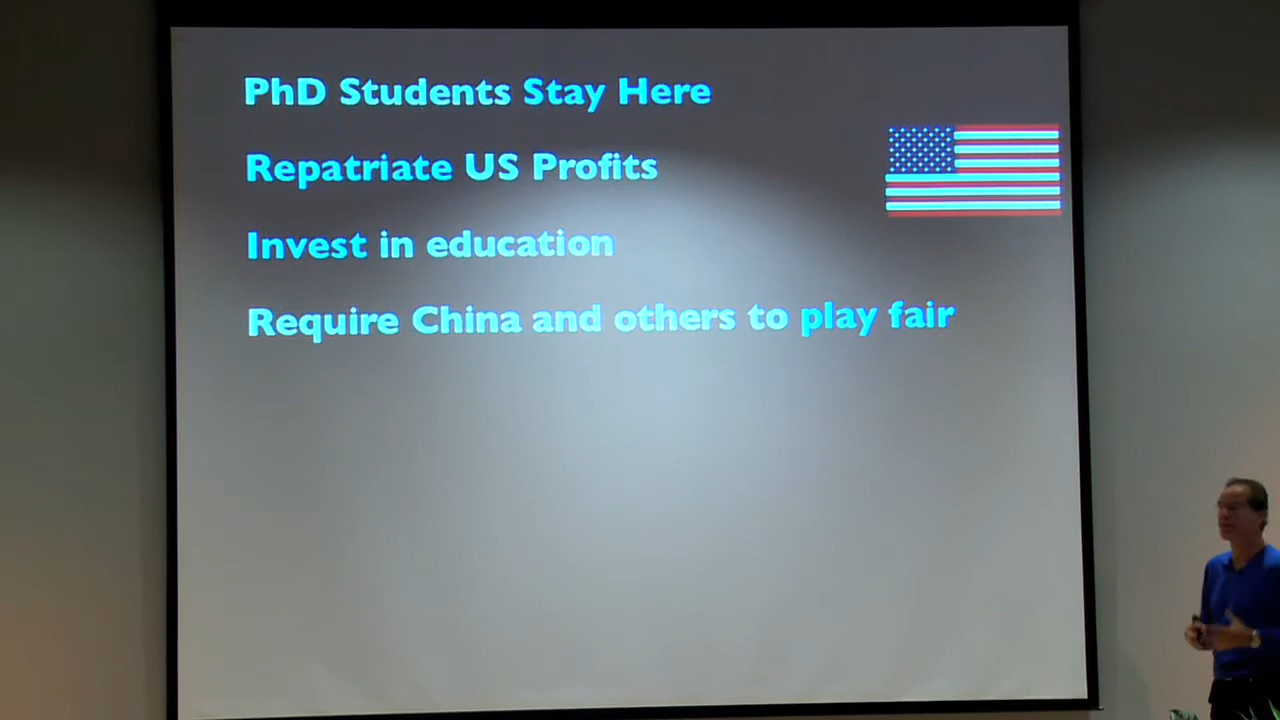 PhD Students Stay Here
Repatriate US Profits
Invest in education
Require China and others to play fair